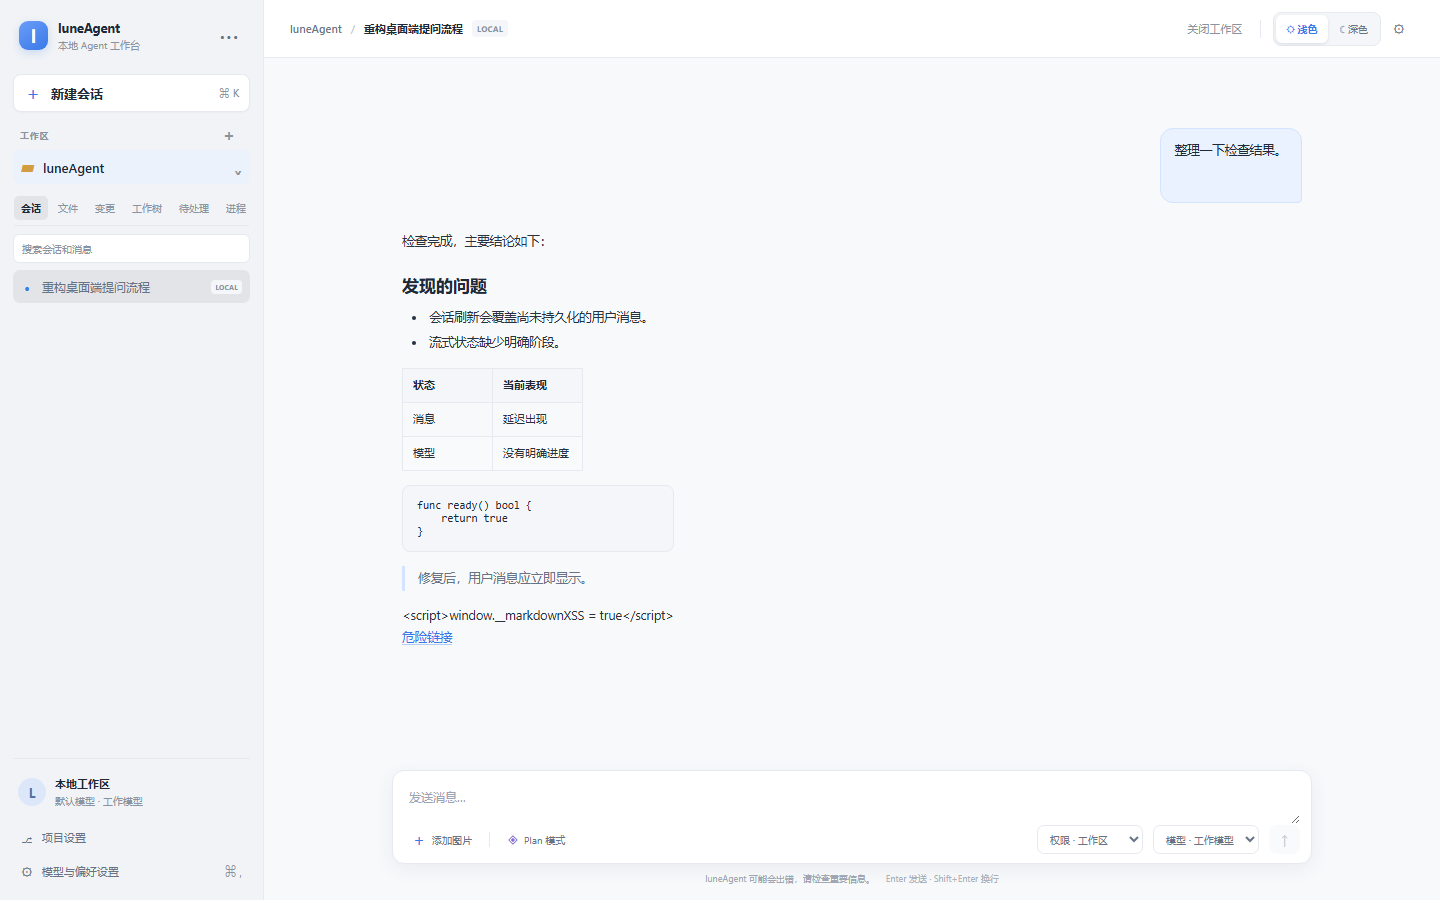 luneAgent
本地 Agent 工作台
+ 新建会话 ⌘ K
工作区 +
luneAgent
会话 文件 变更 工作树 待处理 进程
搜索会话和消息
重构桌面端提问流程 LOCAL
L
本地工作区
默认模型 · 工作模型
项目设置
模型与偏好设置 ⌘ ,
luneAgent / 重构桌面端提问流程 LOCAL 关闭工作区 浅色 深色
整理一下检查结果。
检查完成，主要结论如下：
发现的问题
• 会话刷新会覆盖尚未持久化的用户消息。
• 流式状态缺少明确阶段。
状态 当前表现
消息 延迟出现
模型 没有明确进度
func ready() bool {
    return true
}
修复后，用户消息应立即显示。
<script>window.__markdownXSS = true</script>
危险链接
发送消息...
+ 添加图片 Plan 模式 权限 · 工作区 模型 · 工作模型 ↑
luneAgent 可能会出错，请检查重要信息。 Enter 发送 · Shift+Enter 换行